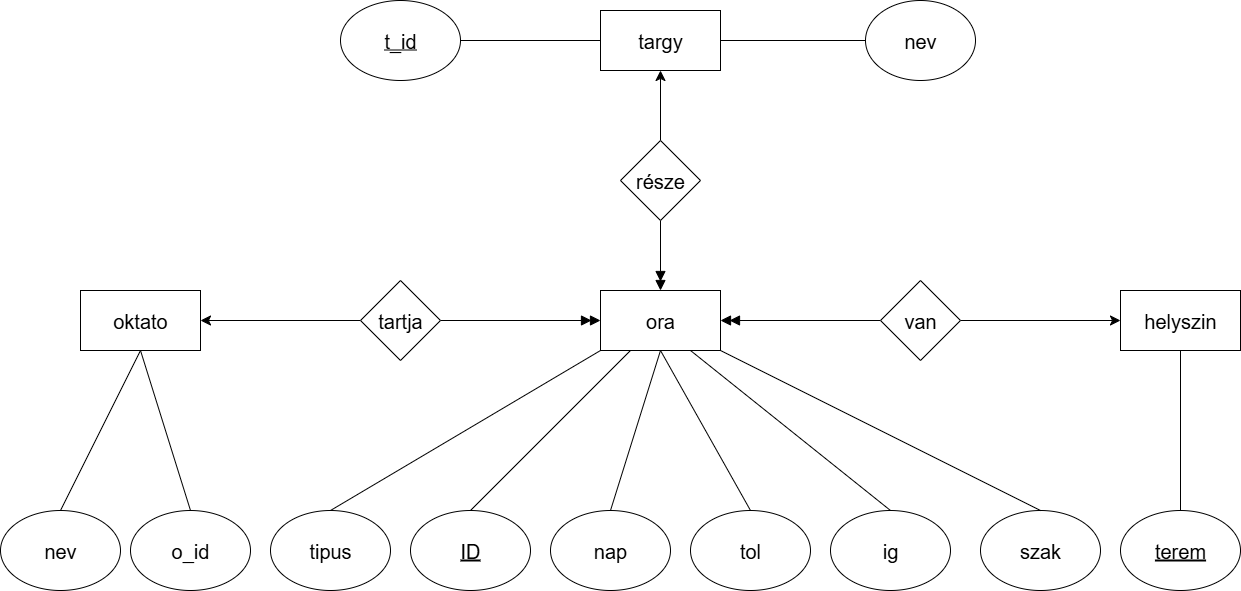 t_id
targy
nev
része
oktato
tartja
ora
van
helyszin
nev
o_id
tipus
ID
nap
tol
ig
szak
terem